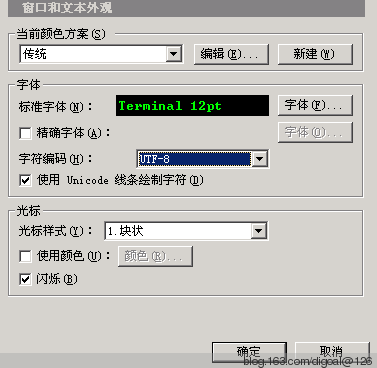 窗口和文本外观
当前颜色方案(S)
传统 编辑(E)... 新建(W)
字体
标准字体(N)： Terminal 12pt 字体(F)...
精确字体(A)： 字体(O)...
字符编码(H)： UTF-8
使用 Unicode 线条绘制字符(D)
光标
光标样式(Y)： 1.块状
使用颜色(U)： 颜色(R)...
闪烁(B)
确定 取消
blog.163.com/digoal@126